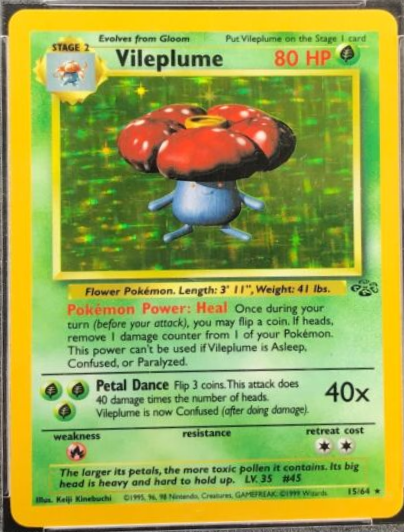 Evolves from Gloom
Put Vileplume on the Stage 1 card
STAGE 2
Vileplume
80 HP
Flower Pokémon. Length: 3' 11", Weight: 41 lbs.
Pokémon Power: Heal Once during your
turn (before your attack), you may flip a coin. If heads,
remove 1 damage counter from 1 of your Pokémon.
This power can't be used if Vileplume is Asleep,
Confused, or Paralyzed.
Petal Dance Flip 3 coins. This attack does
40 damage times the number of heads.
Vileplume is now Confused (after doing damage).
40x
weakness
resistance
retreat cost
The larger its petals, the more toxic pollen it contains. Its big
head is heavy and hard to hold up. LV. 35 #45
Illus. Keiji Kinebuchi ©1995, 96, 98 Nintendo, Creatures, GAMEFREAK. ©1999 Wizards. 15/64 ★